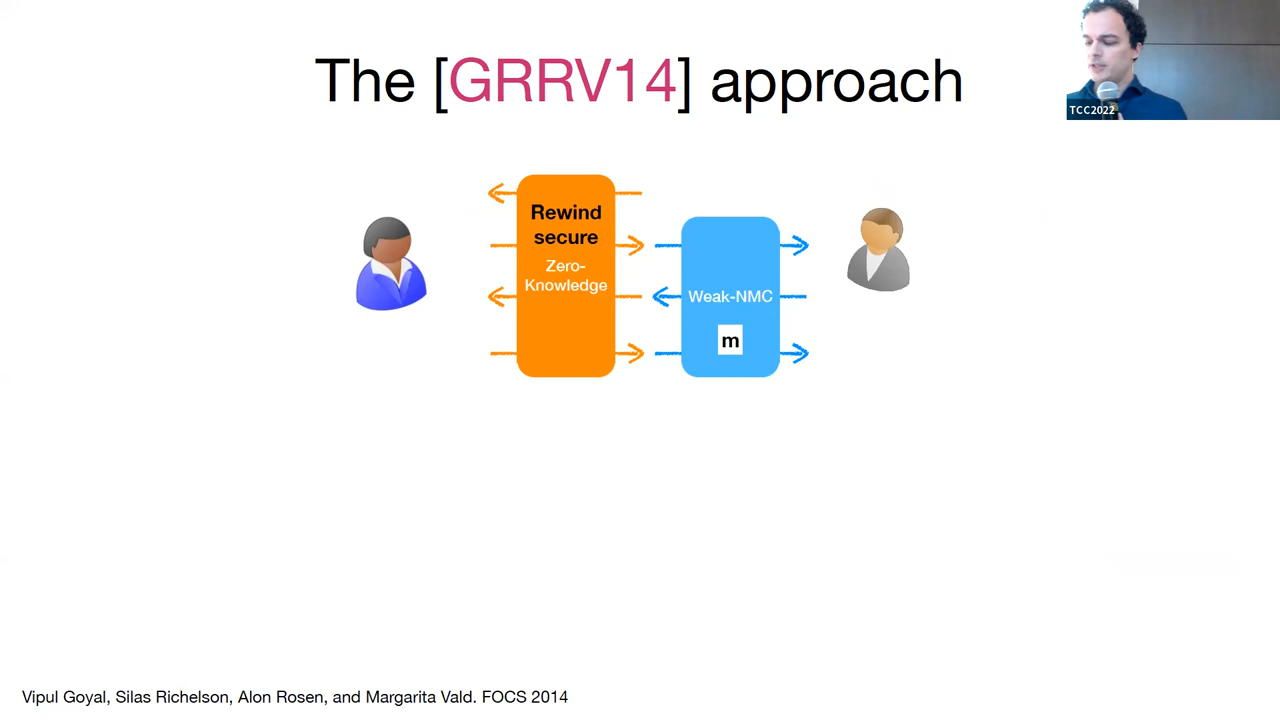 The [GRRV14] approach
TCC2022
Rewind
secure
Zero-
Knowledge
Weak-NMC
m
Vipul Goyal, Silas Richelson, Alon Rosen, and Margarita Vald. FOCS 2014